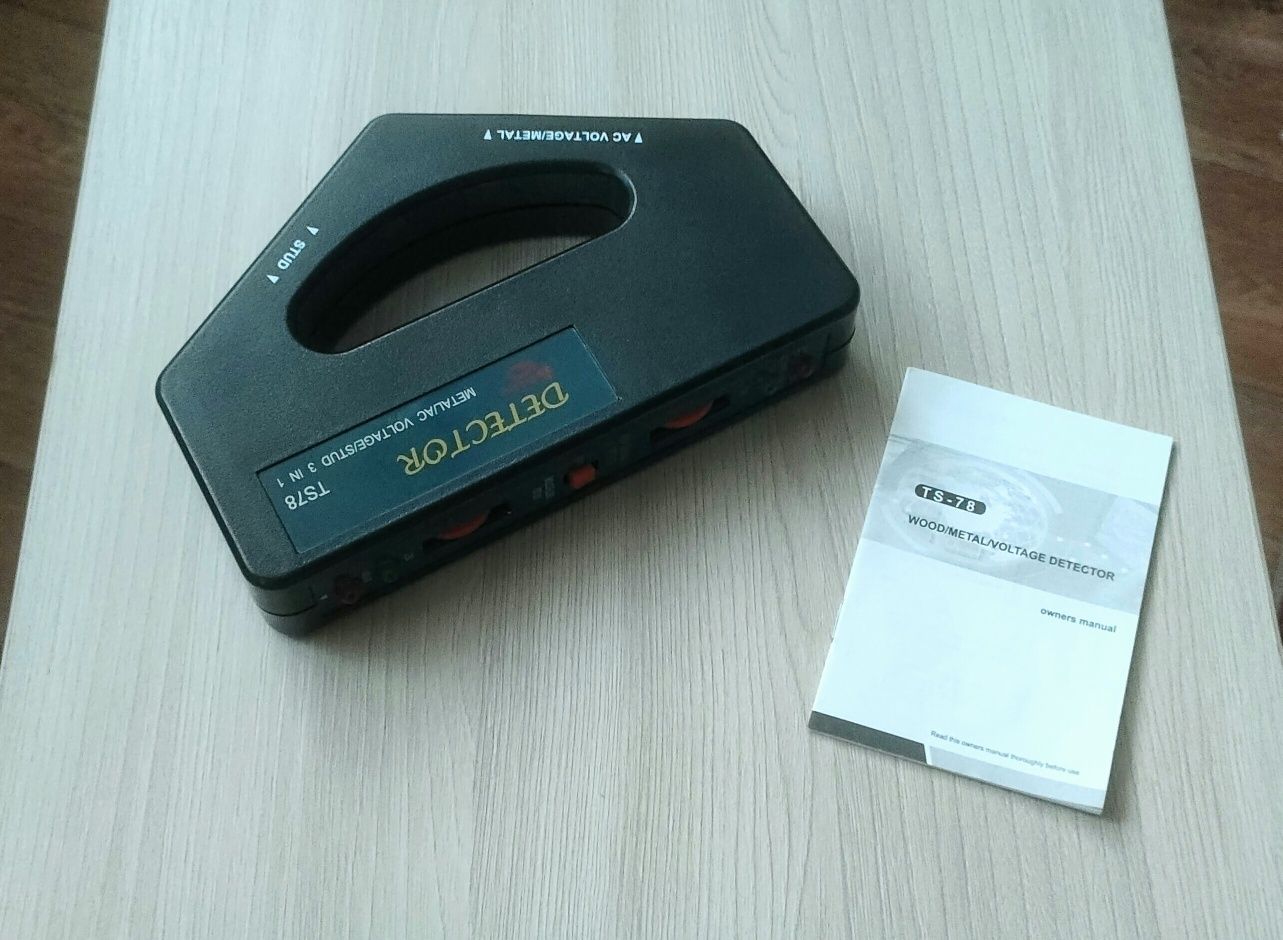 ▲ AC VOLTAGE/METAL ▲
▲ STUD ▲
TS78
METAL/AC VOLTAGE/STUD 3 IN 1
DETECTOR
TS-78
WOOD/METAL/VOLTAGE DETECTOR
owners manual
Read this owners manual thoroughly before use